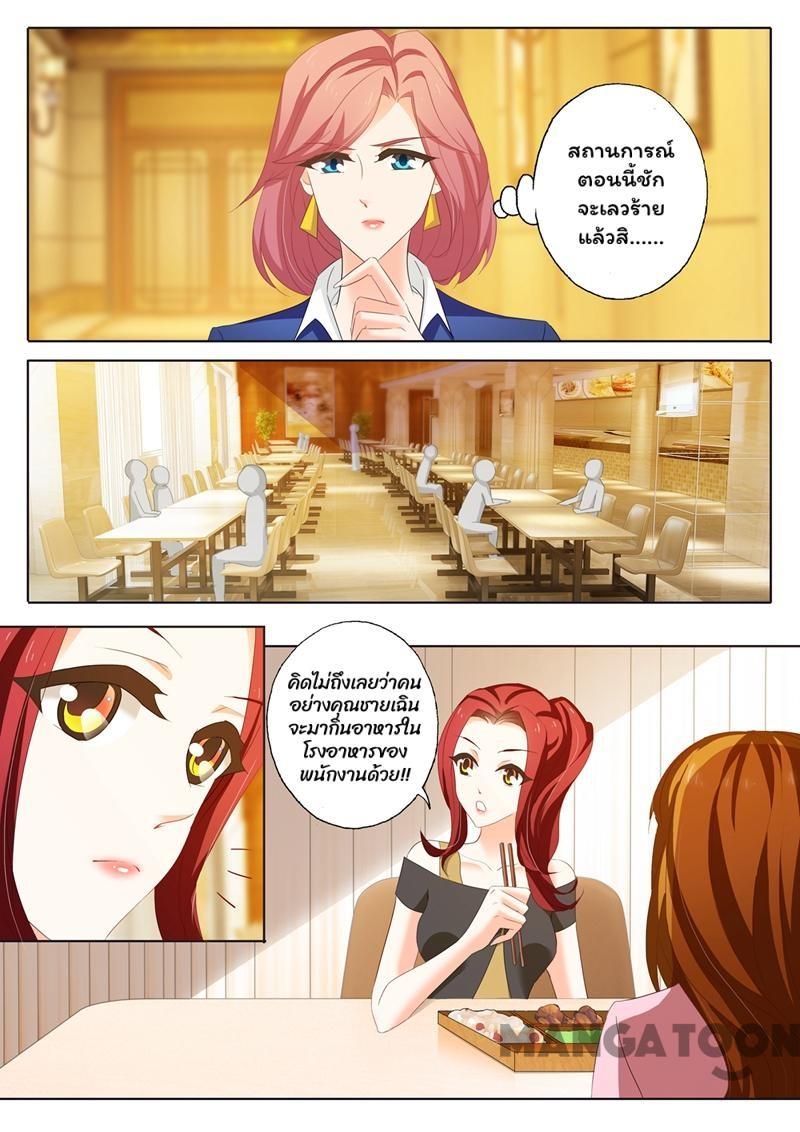 สถานการณ์
ตอนนี้ชัก
จะเลวร้าย
แล้วสิ......
คิดไม่ถึงเลยว่าคน
อย่างคุณชายเฉิน
จะมากินอาหารใน
โรงอาหารของ
พนักงานด้วย!!
MANGATOON